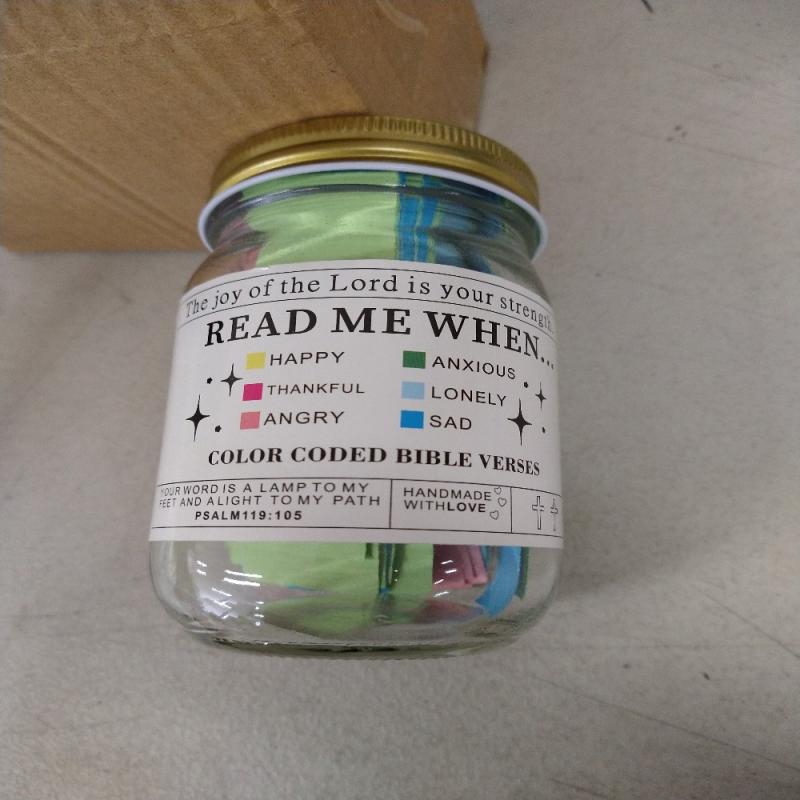 The joy of the Lord is your strength.
READ ME WHEN...
HAPPY
THANKFUL
ANGRY
ANXIOUS
LONELY
SAD
COLOR CODED BIBLE VERSES
YOUR WORD IS A LAMP TO MY
FEET AND A LIGHT TO MY PATH
PSALM119:105
HANDMADE
WITHLOVE